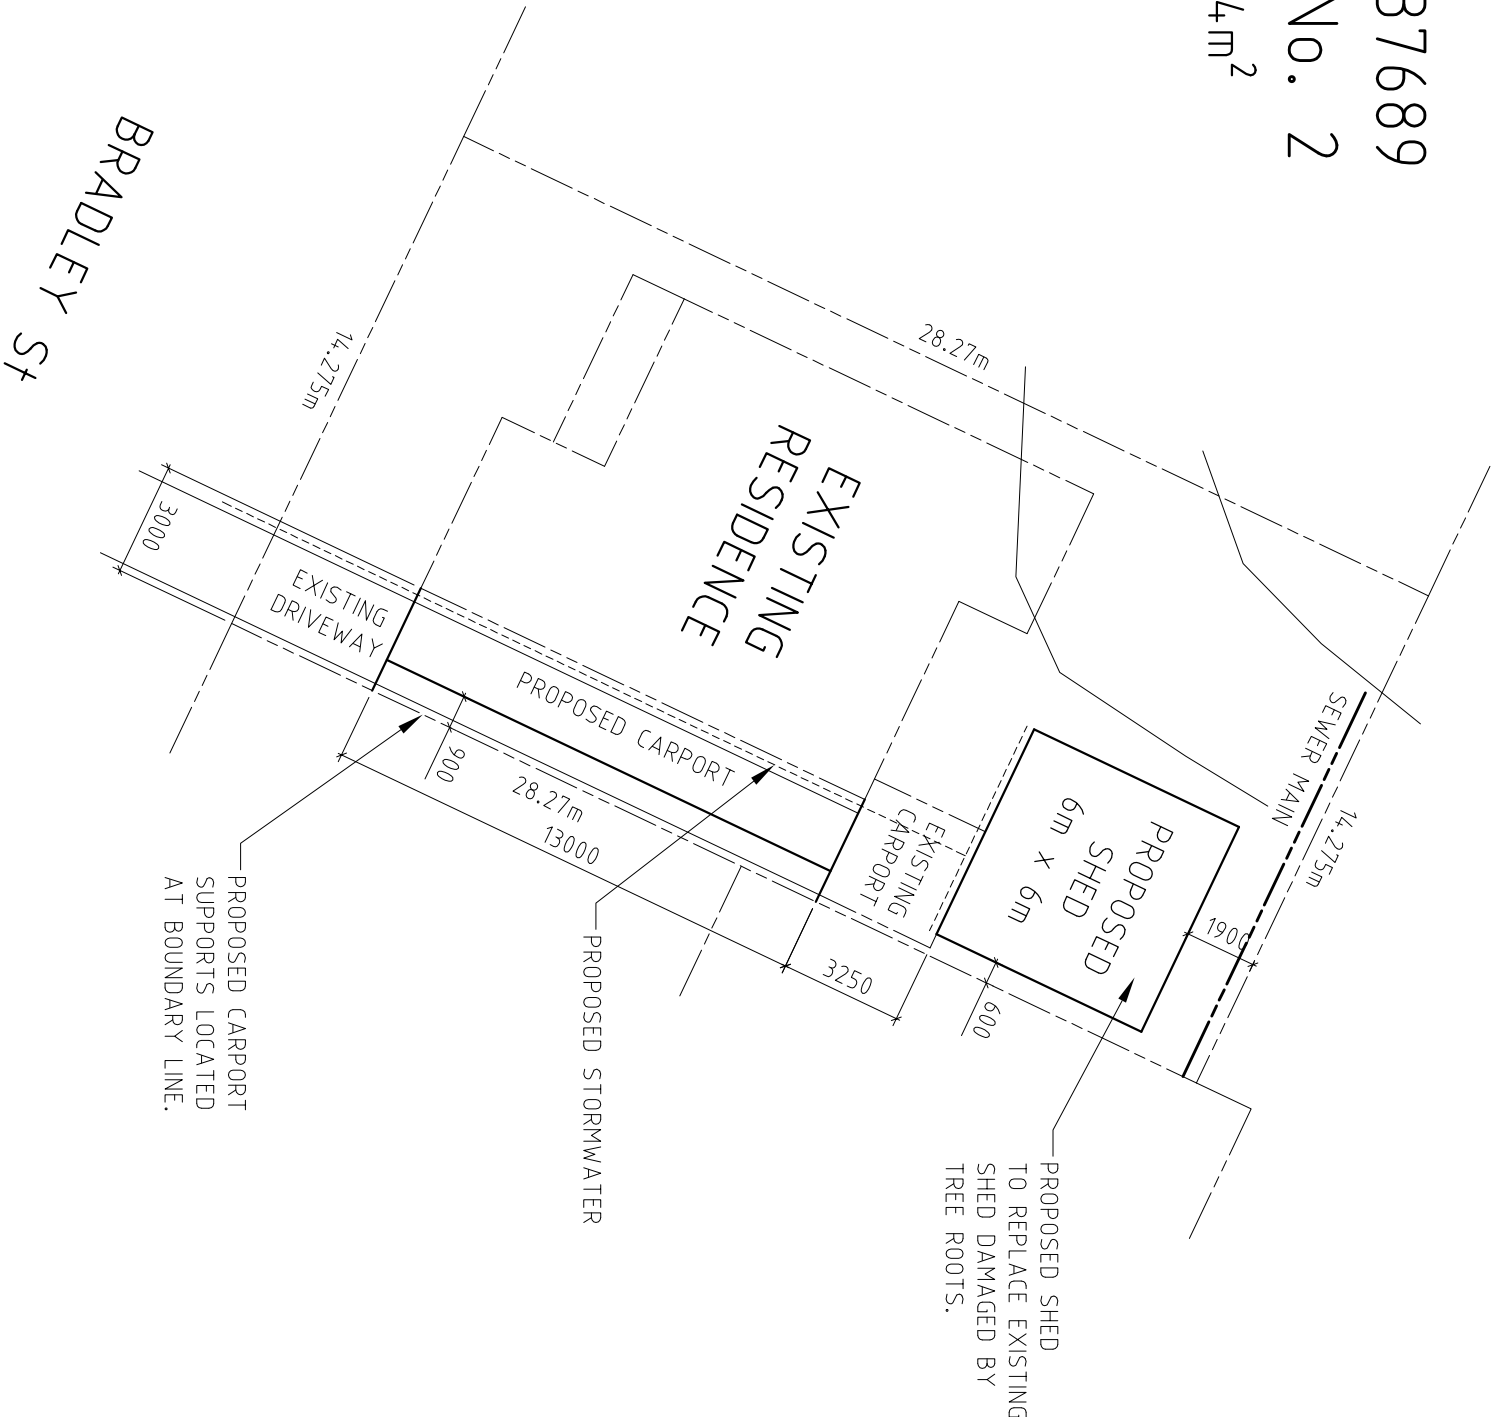 87689
No. 2
4m²
BRADLEY St
14.275m
28.27m
EXISTING
RESIDENCE
3000
EXISTING
DRIVEWAY
PROPOSED CARPORT
900
28.27m
13000
EXISTING
CARPORT
3250
PROPOSED
SHED
6m x 6m
600
1900
SEWER MAIN
14.275m
PROPOSED SHED
TO REPLACE EXISTING
SHED DAMAGED BY
TREE ROOTS.
PROPOSED STORMWATER
PROPOSED CARPORT
SUPPORTS LOCATED
AT BOUNDARY LINE.